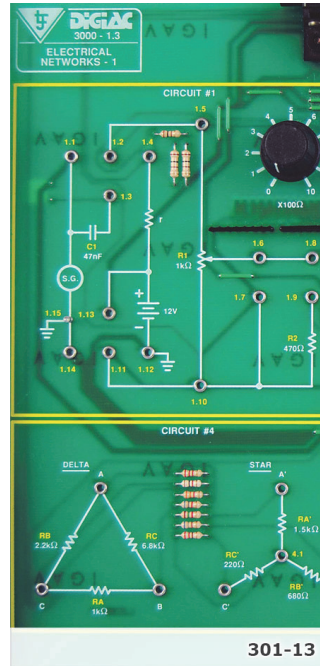 DIGIAC
3000 - 1.3
ELECTRICAL
NETWORKS - 1
CIRCUIT #1
1.1
1.2
1.4
1.5
1.3
C1
47nF
r
S.G.
R1
1kΩ
1.6
1.8
1.7
1.9
1.15
1.13
+
12V
-
R2
470Ω
1.14
1.11
1.12
1.10
0
1
2
3
4
5
6
10
X100Ω
CIRCUIT #4
DELTA
A
RB
2.2kΩ
RC
6.8kΩ
C
RA
1kΩ
B
STAR
A'
RA'
1.5kΩ
RC'
220Ω
4.1
RB'
680Ω
C'
301-13